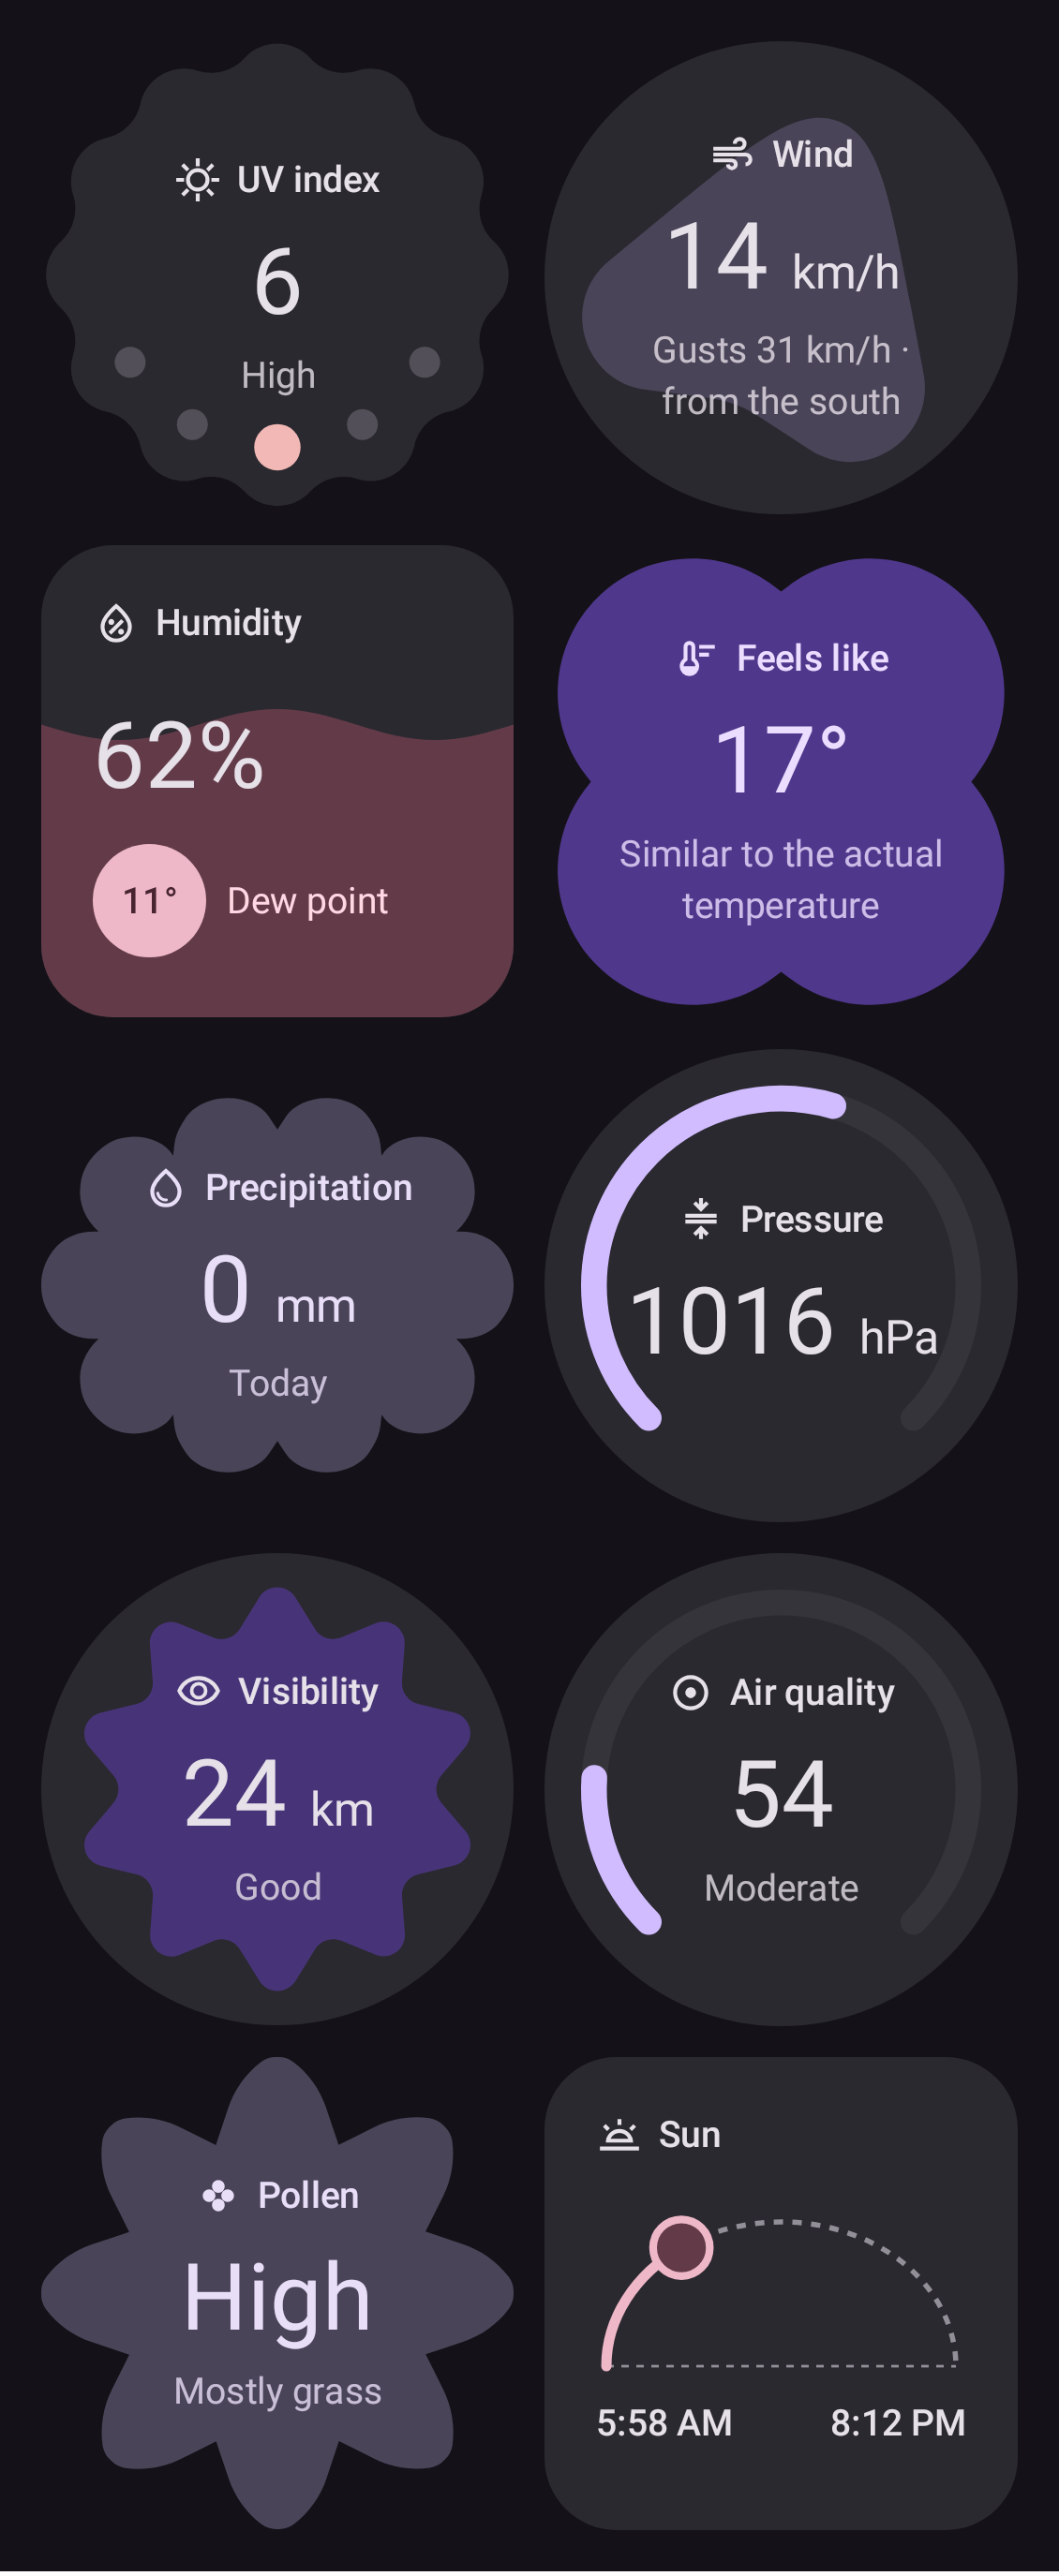 UV index
6
High
Wind
14 km/h
Gusts 31 km/h ·
from the south
Humidity
62%
11° Dew point
Feels like
17°
Similar to the actual
temperature
Precipitation
0 mm
Today
Pressure
1016 hPa
Visibility
24 km
Good
Air quality
54
Moderate
Pollen
High
Mostly grass
Sun
5:58 AM 8:12 PM